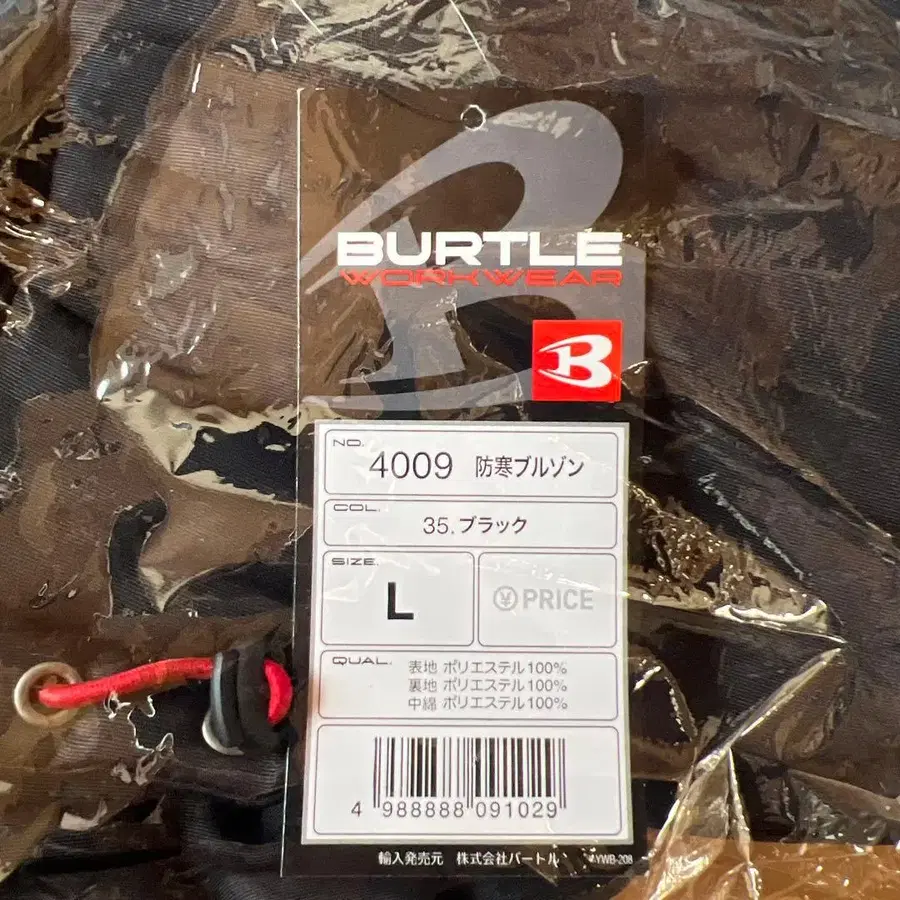 BURTLE
WORKWEAR
B
NO. 4009 防寒ブルゾン
COL. 35.ブラック
SIZE. L
¥ PRICE
QUAL. 表地 ポリエステル100%
裏地 ポリエステル100%
中綿 ポリエステル100%
4 988888 091029
輸入発売元 株式会社バートル YWB-208